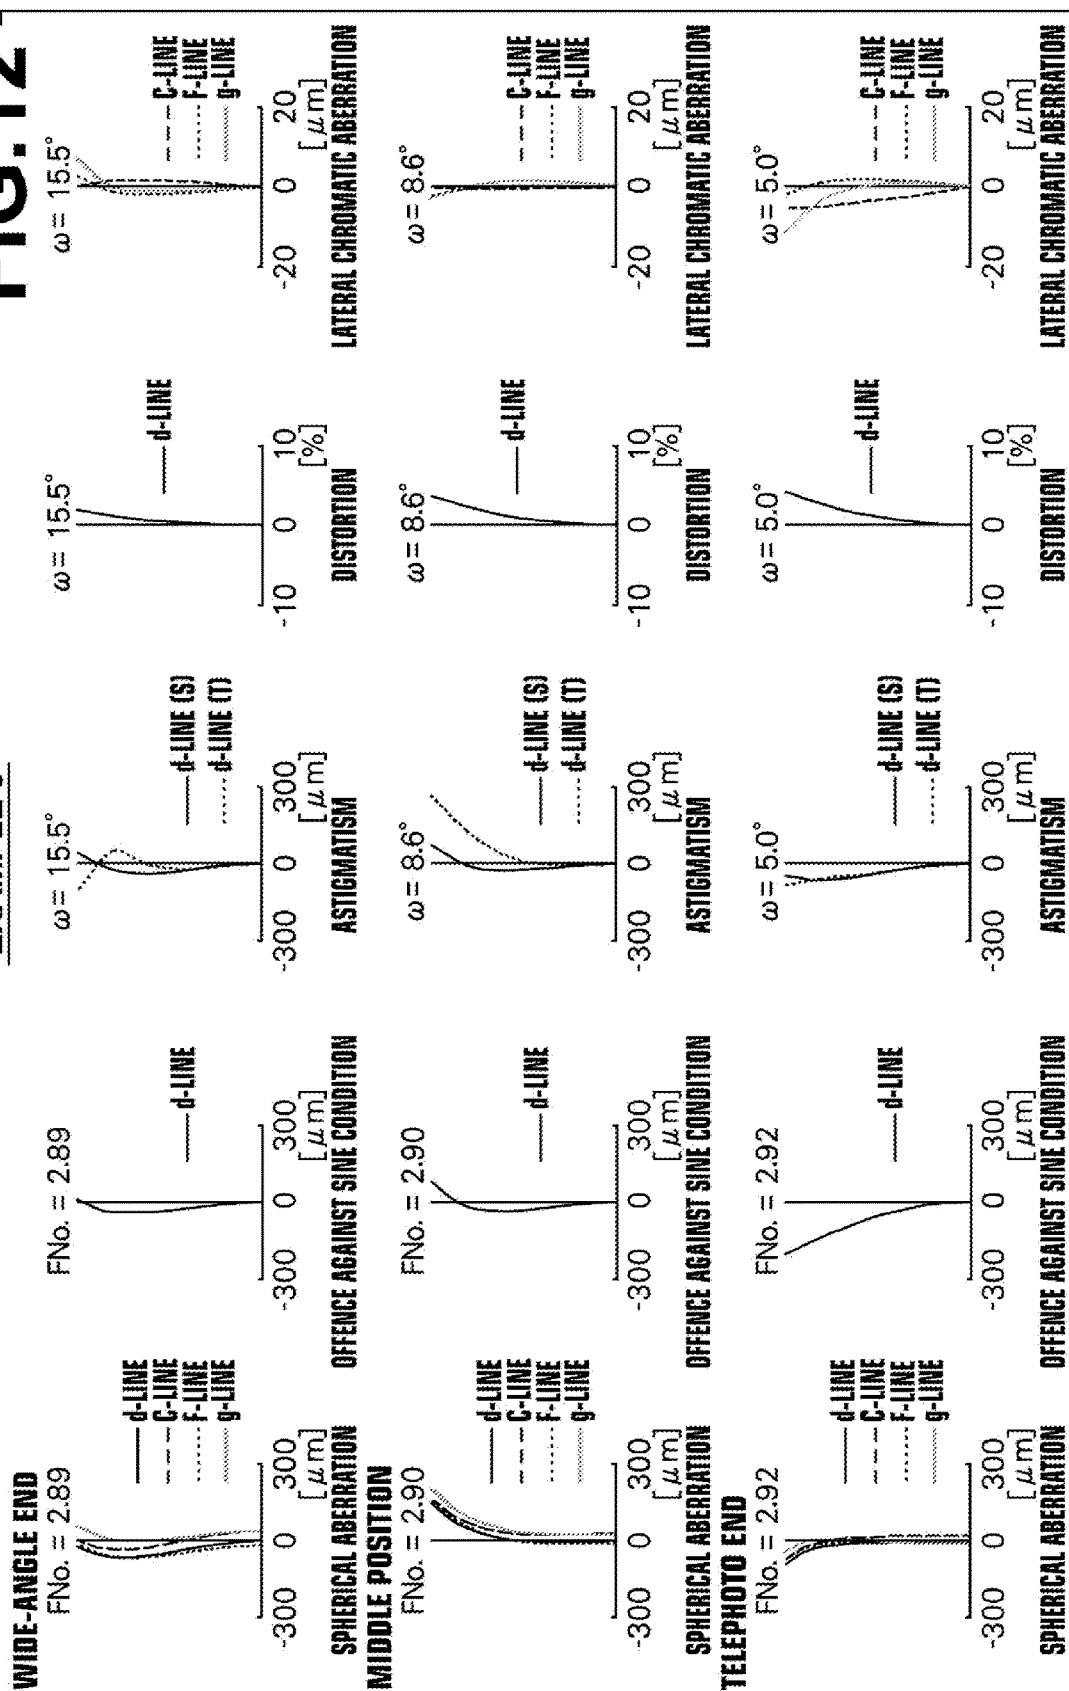 FIG.12
WIDE-ANGLE END
FNo. = 2.89
d-LINE
C-LINE
F-LINE
g-LINE
-300 0 300
[μm]
SPHERICAL ABERRATION
FNo. = 2.89
d-LINE
-300 0 300
[μm]
OFFENCE AGAINST SINE CONDITION
ω = 15.5°
d-LINE (S)
d-LINE (T)
-300 0 300
[μm]
ASTIGMATISM
ω = 15.5°
d-LINE
-10 0 10
[%]
DISTORTION
ω = 15.5°
C-LINE
F-LINE
g-LINE
-20 0 20
[μm]
LATERAL CHROMATIC ABERRATION
MIDDLE POSITION
FNo. = 2.90
d-LINE
C-LINE
F-LINE
g-LINE
-300 0 300
[μm]
SPHERICAL ABERRATION
FNo. = 2.90
d-LINE
-300 0 300
[μm]
OFFENCE AGAINST SINE CONDITION
ω = 8.6°
d-LINE (S)
d-LINE (T)
-300 0 300
[μm]
ASTIGMATISM
ω = 8.6°
d-LINE
-10 0 10
[%]
DISTORTION
ω = 8.6°
C-LINE
F-LINE
g-LINE
-20 0 20
[μm]
LATERAL CHROMATIC ABERRATION
TELEPHOTO END
FNo. = 2.92
d-LINE
C-LINE
F-LINE
g-LINE
-300 0 300
[μm]
SPHERICAL ABERRATION
FNo. = 2.92
d-LINE
-300 0 300
[μm]
OFFENCE AGAINST SINE CONDITION
ω = 5.0°
d-LINE (S)
d-LINE (T)
-300 0 300
[μm]
ASTIGMATISM
ω = 5.0°
d-LINE
-10 0 10
[%]
DISTORTION
ω = 5.0°
C-LINE
F-LINE
g-LINE
-20 0 20
[μm]
LATERAL CHROMATIC ABERRATION